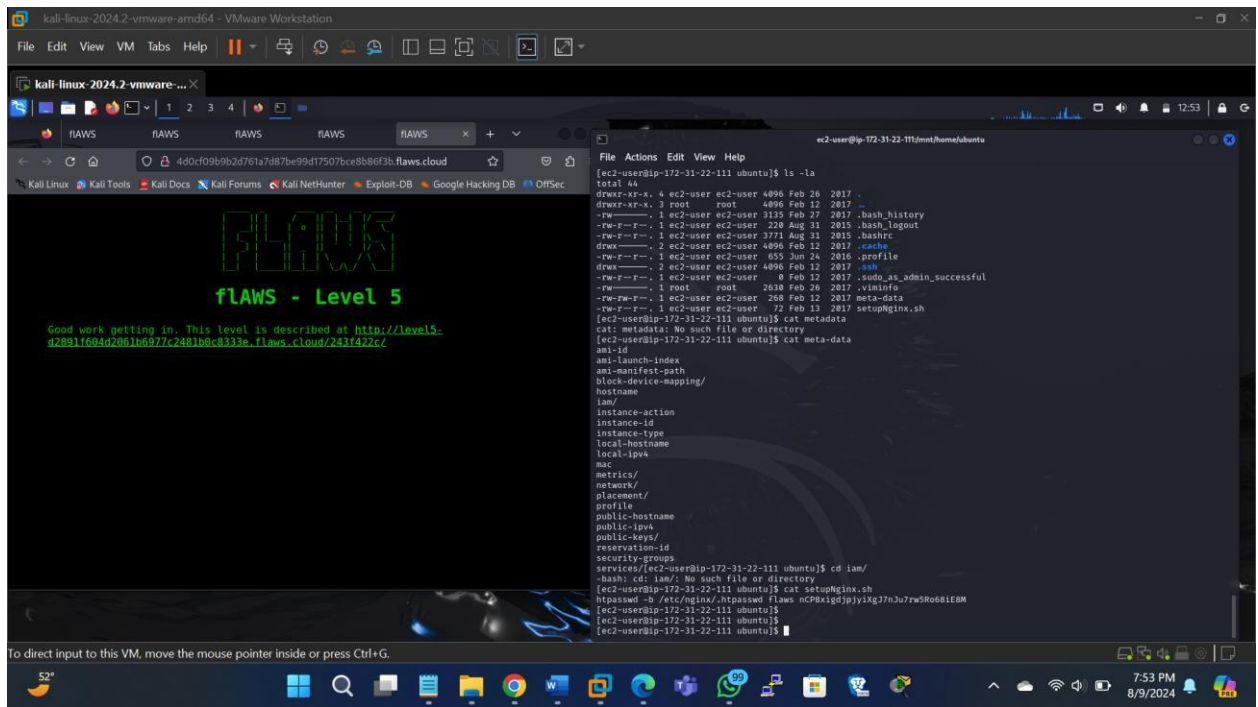 kali-linux-2024.2-vmware-amd64 - VMware Workstation
File Edit View VM Tabs Help
kali-linux-2024.2-vmware-...
1 2 3 4
12:53
flAWS flAWS flAWS flAWS flAWS
4d0cf09b9b2d761a7d87be99d17507bce8b86f3b.flaws.cloud
Kali Linux Kali Tools Kali Docs Kali Forums Kali NetHunter Exploit-DB Google Hacking DB OffSec
FLAWS
flAWS - Level 5
Good work getting in. This level is described at http://level5-
d2891f604d2061b6977c2481b0c8333e.flaws.cloud/243f422c/
ec2-user@ip-172-31-22-111:/mnt/home/ubuntu
File Actions Edit View Help
[ec2-user@ip-172-31-22-111 ubuntu]$ ls -la
total 44
drwxr-xr-x. 4 ec2-user ec2-user 4096 Feb 26 2017 .
drwxr-xr-x. 3 root root 4096 Feb 12 2017 ..
-rw-------. 1 ec2-user ec2-user 3135 Feb 27 2017 .bash_history
-rw-r--r--. 1 ec2-user ec2-user 220 Aug 31 2015 .bash_logout
-rw-r--r--. 1 ec2-user ec2-user 3771 Aug 31 2015 .bashrc
drwx------. 2 ec2-user ec2-user 4096 Feb 12 2017 .cache
-rw-r--r--. 1 ec2-user ec2-user 655 Jun 24 2016 .profile
drwx------. 2 ec2-user ec2-user 4096 Feb 12 2017 .ssh
-rw-r--r--. 1 ec2-user ec2-user 0 Feb 12 2017 .sudo_as_admin_successful
-rw-------. 1 root root 2630 Feb 26 2017 .viminfo
-rw-rw-r--. 1 ec2-user ec2-user 268 Feb 12 2017 meta-data
-rw-r--r--. 1 ec2-user ec2-user 72 Feb 13 2017 setupNginx.sh
[ec2-user@ip-172-31-22-111 ubuntu]$ cat metadata
cat: metadata: No such file or directory
[ec2-user@ip-172-31-22-111 ubuntu]$ cat meta-data
ami-id
ami-launch-index
ami-manifest-path
block-device-mapping/
hostname
iam/
instance-action
instance-id
instance-type
local-hostname
local-ipv4
mac
metrics/
network/
placement/
profile
public-hostname
public-ipv4
public-keys/
reservation-id
security-groups
services/[ec2-user@ip-172-31-22-111 ubuntu]$ cd iam/
-bash: cd: iam/: No such file or directory
[ec2-user@ip-172-31-22-111 ubuntu]$ cat setupNginx.sh
htpasswd -b /etc/nginx/.htpasswd flaws nCP8xigdjpjyiXgJ7nJu7rw5Ro68iE8M
[ec2-user@ip-172-31-22-111 ubuntu]$
[ec2-user@ip-172-31-22-111 ubuntu]$
[ec2-user@ip-172-31-22-111 ubuntu]$
To direct input to this VM, move the mouse pointer inside or press Ctrl+G.
52°
99
7:53 PM
8/9/2024
PRE